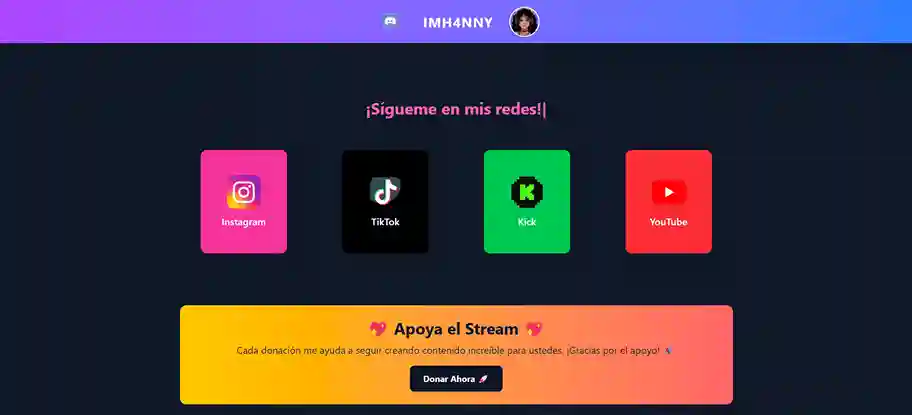 IMH4NNY
¡Sígueme en mis redes!|
Instagram
TikTok
Kick
YouTube
💖 Apoya el Stream 💖
Cada donación me ayuda a seguir creando contenido increíble para ustedes. ¡Gracias por el apoyo!
Donar Ahora 🚀